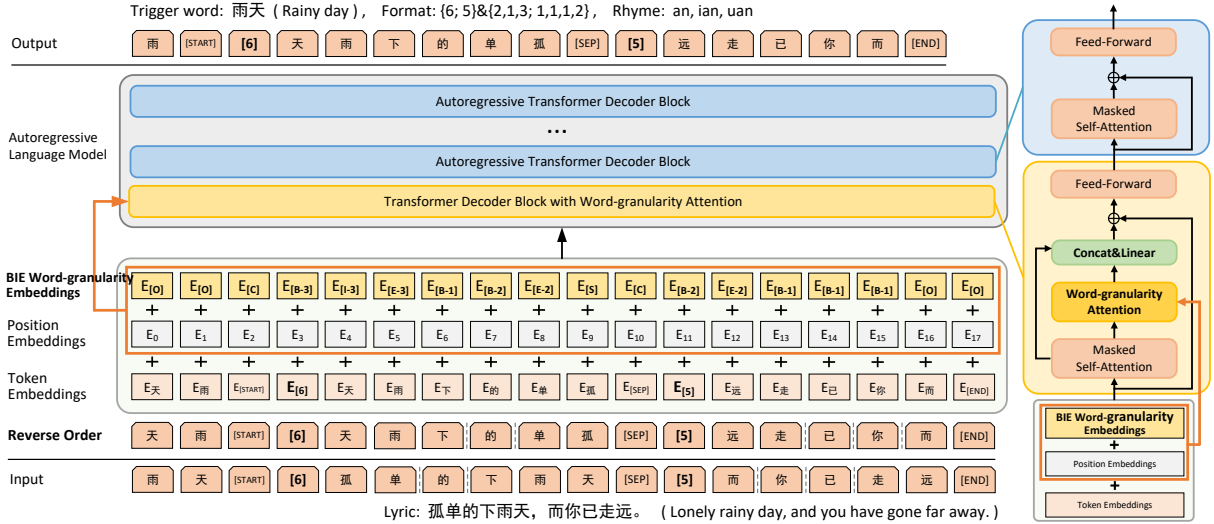 Trigger word: 雨天 ( Rainy day ) , Format: {6; 5}&{2,1,3; 1,1,1,2} , Rhyme: an, ian, uan
Output 雨 [START] [6] 天 雨 下 的 单 孤 [SEP] [5] 远 走 已 你 而 [END]
Autoregressive Language Model
Autoregressive Transformer Decoder Block
...
Autoregressive Transformer Decoder Block
Transformer Decoder Block with Word-granularity Attention
BIE Word-granularity Embeddings E[O] E[O] E[C] E[B-3] E[I-3] E[E-3] E[B-1] E[B-2] E[E-2] E[S] E[C] E[B-2] E[E-2] E[B-1] E[B-1] E[B-1] E[O] E[O]
+ + + + + + + + + + + + + + + + + +
Position Embeddings E0 E1 E2 E3 E4 E5 E6 E7 E8 E9 E10 E11 E12 E13 E14 E15 E16 E17
+ + + + + + + + + + + + + + + + + +
Token Embeddings E天 E雨 E[START] E[6] E天 E雨 E下 E的 E单 E孤 E[SEP] E[5] E远 E走 E已 E你 E而 E[END]
Reverse Order 天 雨 [START] [6] 天 雨 下 的 单 孤 [SEP] [5] 远 走 已 你 而 [END]
Input 雨 天 [START] [6] 孤 单 的 下 雨 天 [SEP] [5] 而 你 已 走 远 [END]
Lyric: 孤单的下雨天，而你已走远。 ( Lonely rainy day, and you have gone far away. )
Feed-Forward
Masked
Self-Attention
Feed-Forward
Concat&Linear
Word-granularity
Attention
Masked
Self-Attention
BIE Word-granularity
Embeddings
+
Position Embeddings
+
Token Embeddings